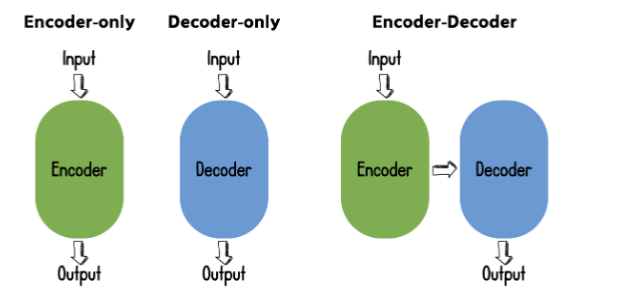 Encoder-only
Input
Encoder
Output
Decoder-only
Input
Decoder
Output
Encoder-Decoder
Input
Encoder
Decoder
Output